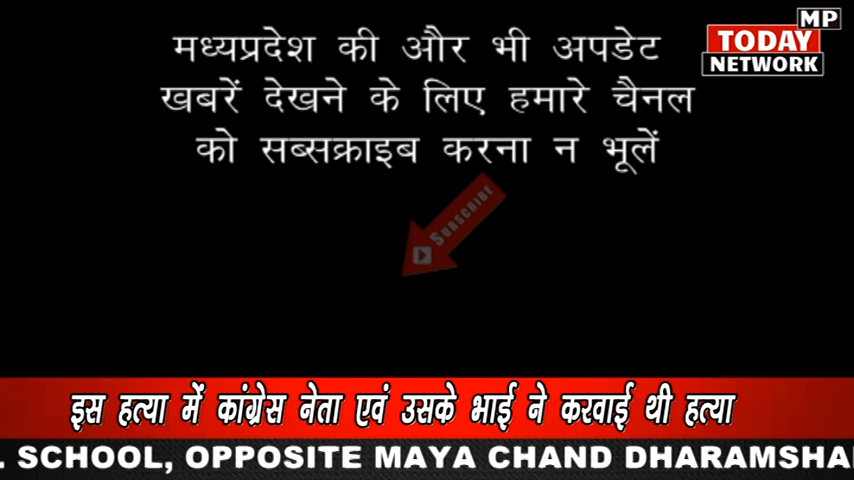 MP
TODAY
NETWORK
मध्यप्रदेश की और भी अपडेट
खबरें देखने के लिए हमारे चैनल
को सब्सक्राइब करना न भूलें
SUBSCRIBE
इस हत्या में कांग्रेस नेता एवं उसके भाई ने करवाई थी हत्या
. SCHOOL, OPPOSITE MAYA CHAND DHARAMSHA